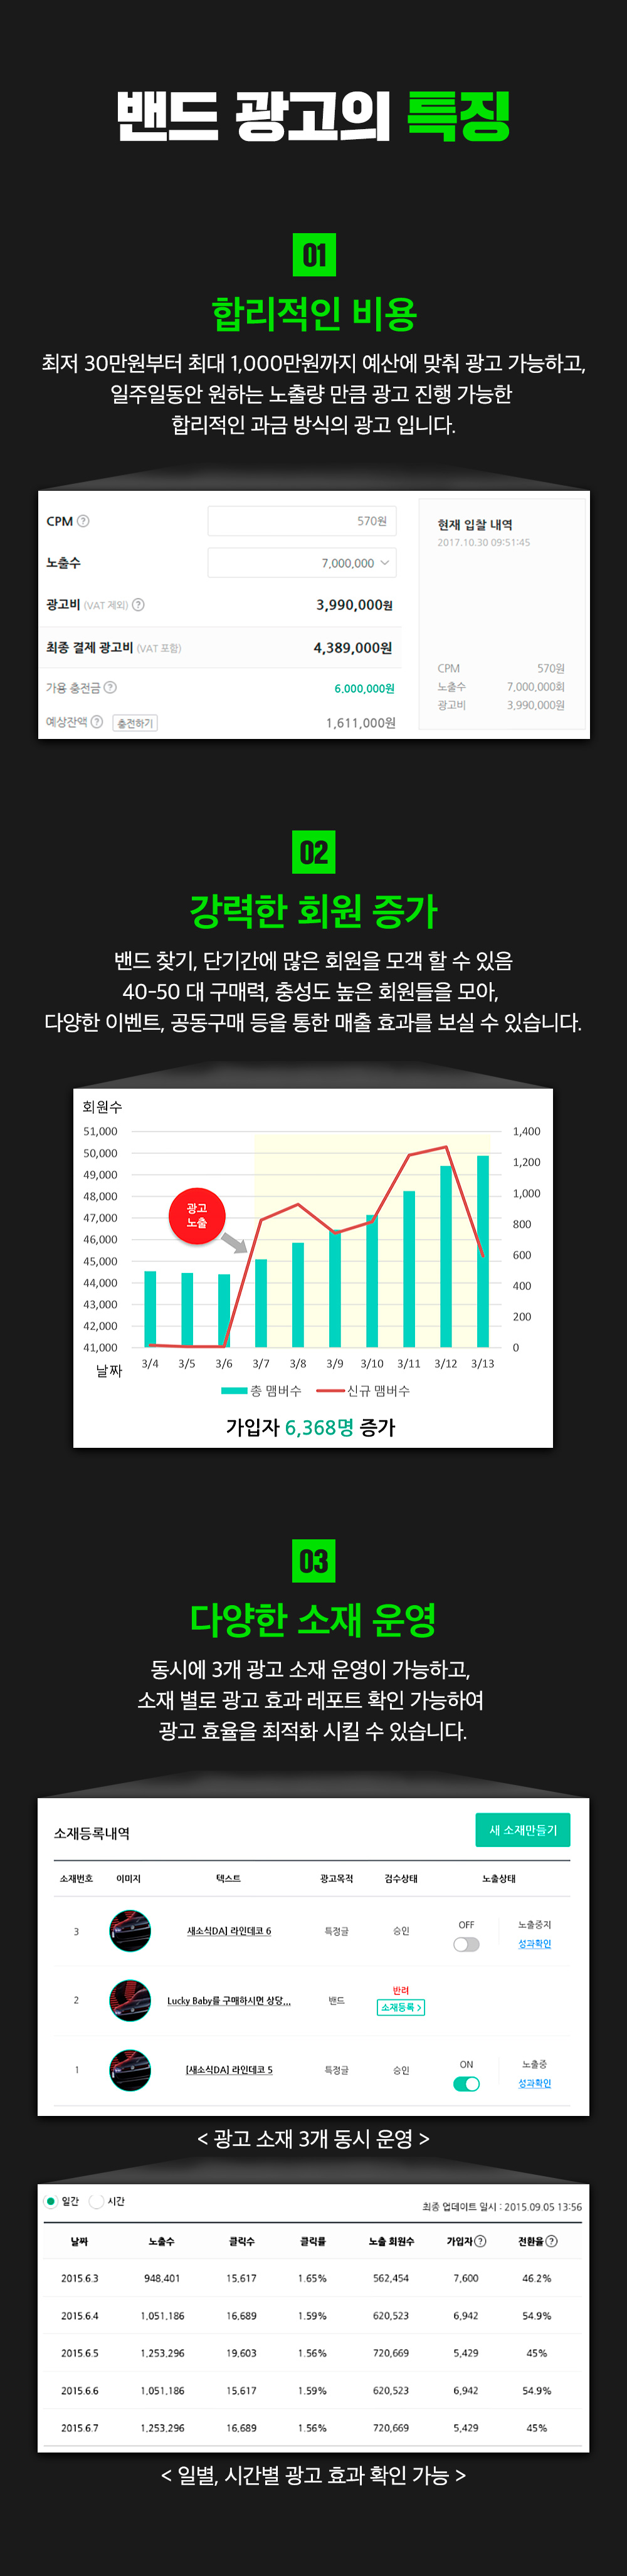 밴드 광고의 특징
01
합리적인 비용
최저 30만원부터 최대 1,000만원까지 예산에 맞춰 광고 가능하고,
일주일동안 원하는 노출량 만큼 광고 진행 가능한
합리적인 과금 방식의 광고 입니다.
CPM ? 570원
노출수 7,000,000
광고비 (VAT 제외) ? 3,990,000원
최종 결제 광고비 (VAT 포함) 4,389,000원
가용 충전금 ? 6,000,000원
예상잔액 ? 충전하기 1,611,000원
현재 입찰 내역
2017.10.30 09:51:45
CPM 570원
노출수 7,000,000회
광고비 3,990,000원
02
강력한 회원 증가
밴드 찾기, 단기간에 많은 회원을 모객 할 수 있음
40-50 대 구매력, 충성도 높은 회원들을 모아,
다양한 이벤트, 공동구매 등을 통한 매출 효과를 보실 수 있습니다.
회원수
51,000 1,400
50,000 1,200
49,000 1,000
48,000 800
47,000 600
46,000 400
45,000 200
44,000 0
43,000
42,000
41,000
광고
노출
날짜 3/4 3/5 3/6 3/7 3/8 3/9 3/10 3/11 3/12 3/13
총 맴버수 신규 맴버수
가입자 6,368명 증가
03
다양한 소재 운영
동시에 3개 광고 소재 운영이 가능하고,
소재 별로 광고 효과 레포트 확인 가능하여
광고 효율을 최적화 시킬 수 있습니다.
소재등록내역 새 소재만들기
소재번호 이미지 텍스트 광고목적 검수상태 노출상태
3 새소식DA] 라인데코 6 특정글 승인 OFF 노출중지
성과확인
2 Lucky Baby를 구매하시면 상당... 밴드 반려
소재등록 >
1 [새소식DA] 라인데코 5 특정글 승인 ON 노출중
성과확인
< 광고 소재 3개 동시 운영 >
일간 시간 최종 업데이트 일시 : 2015.09.05 13:56
날짜 노출수 클릭수 클릭률 노출 회원수 가입자 ? 전환율 ?
2015.6.3 948,401 15,617 1.65% 562,454 7,600 46.2%
2015.6.4 1,051,186 16,689 1.59% 620,523 6,942 54.9%
2015.6.5 1,253,296 19,603 1.56% 720,669 5,429 45%
2015.6.6 1,051,186 15,617 1.59% 620,523 6,942 54.9%
2015.6.7 1,253,296 16,689 1.56% 720,669 5,429 45%
< 일별, 시간별 광고 효과 확인 가능 >